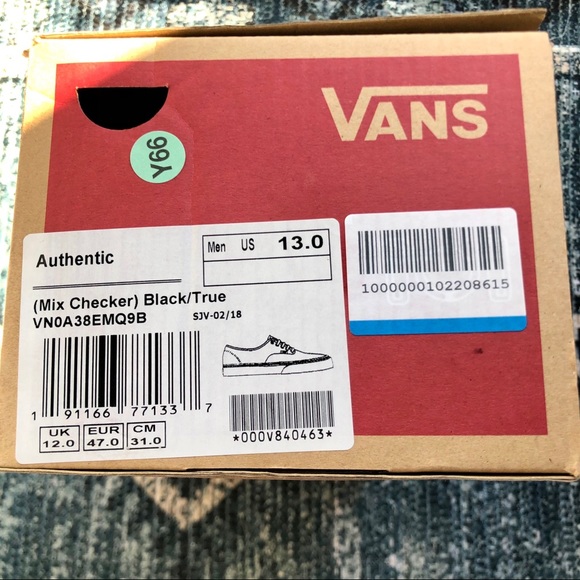 VANS
Y66
Authentic
Men US 13.0
(Mix Checker) Black/True
VN0A38EMQ9B SJV-02/18
1 91166 77133 7
UK EUR CM
12.0 47.0 31.0
*000V840463*
1000000102208615